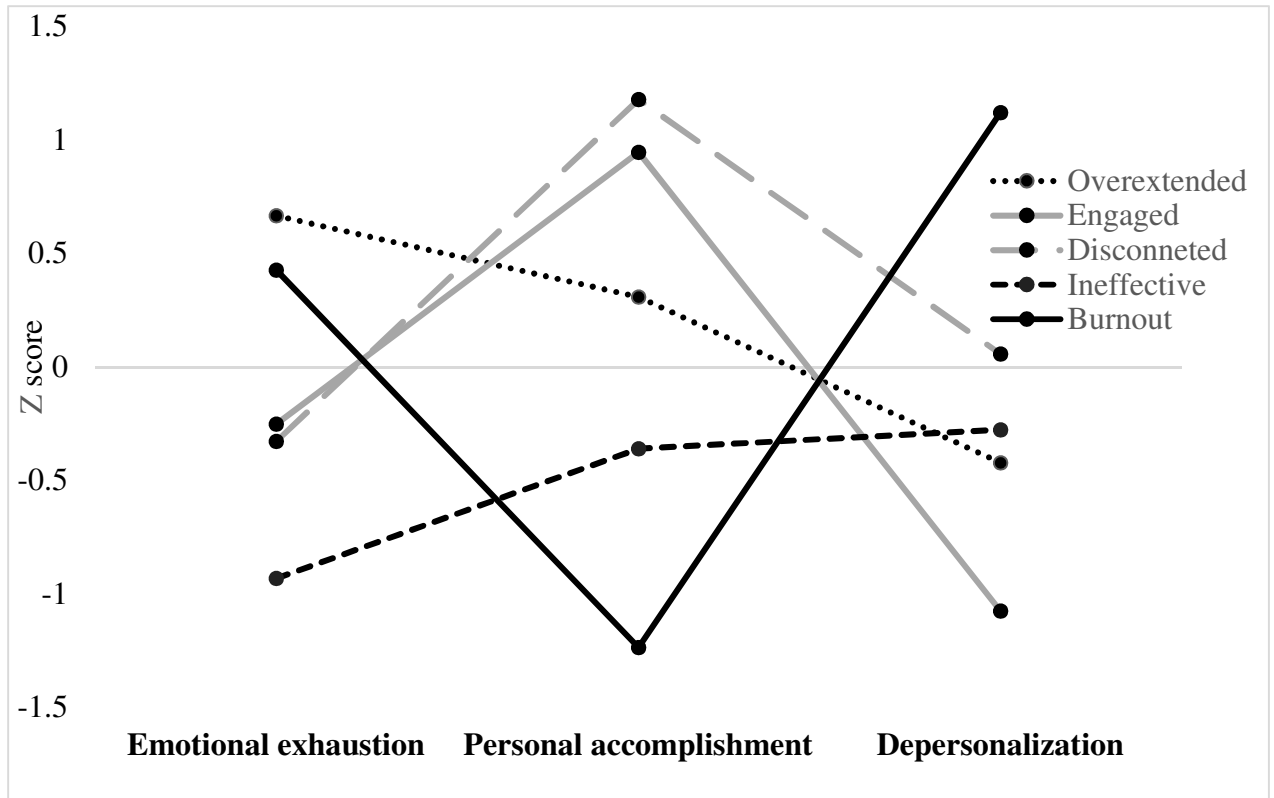 1.5
1
0.5
0
-0.5
-1
-1.5
Z score
Overextended
Engaged
Disconneted
Ineffective
Burnout
Emotional exhaustion Personal accomplishment Depersonalization